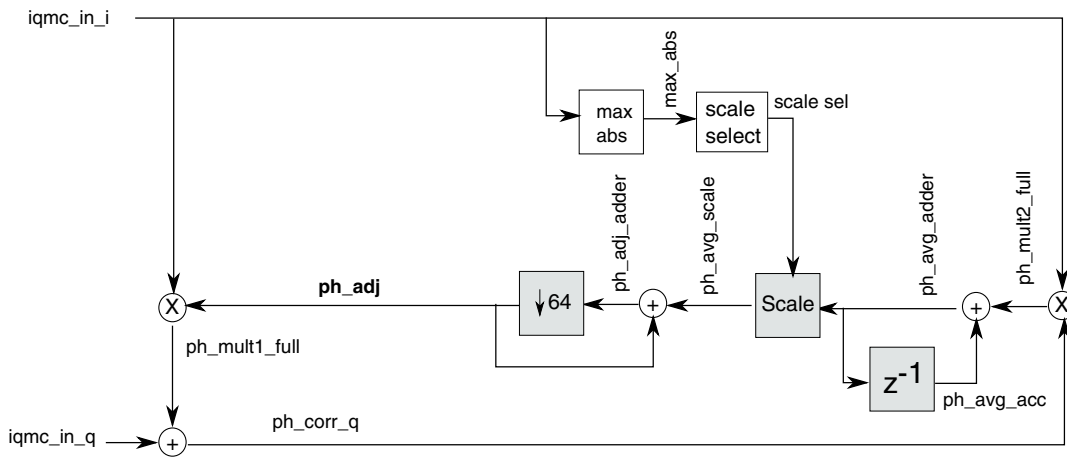 iqmc_in_i
max_abs
max
abs
scale
select
scale sel
ph_adj_adder
ph_avg_scale
ph_avg_adder
ph_mult2_full
ph_adj
X
↓ 64
+
Scale
+
X
ph_mult1_full
z-1
ph_avg_acc
ph_corr_q
iqmc_in_q
+